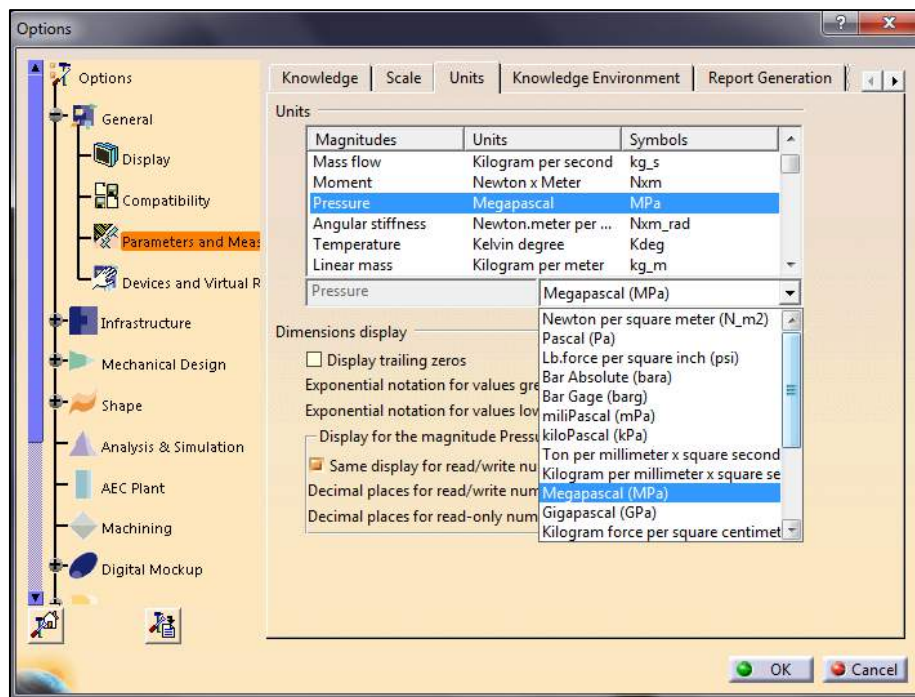 Options
Options
General
Display
Compatibility
Parameters and Meas
Devices and Virtual R
Infrastructure
Mechanical Design
Shape
Analysis & Simulation
AEC Plant
Machining
Digital Mockup
Knowledge Scale Units Knowledge Environment Report Generation
Units
Magnitudes Units Symbols
Mass flow Kilogram per second kg_s
Moment Newton x Meter Nxm
Pressure Megapascal MPa
Angular stiffness Newton.meter per ... Nxm_rad
Temperature Kelvin degree Kdeg
Linear mass Kilogram per meter kg_m
Pressure Megapascal (MPa)
Newton per square meter (N_m2)
Pascal (Pa)
Lb.force per square inch (psi)
Bar Absolute (bara)
Bar Gage (barg)
miliPascal (mPa)
kiloPascal (kPa)
Ton per millimeter x square second
Kilogram per millimeter x square se
Megapascal (MPa)
Gigapascal (GPa)
Kilogram force per square centimet
Dimensions display
Display trailing zeros
Exponential notation for values gre
Exponential notation for values lov
Display for the magnitude Pressu
Same display for read/write nu
Decimal places for read/write num
Decimal places for read-only num
OK Cancel